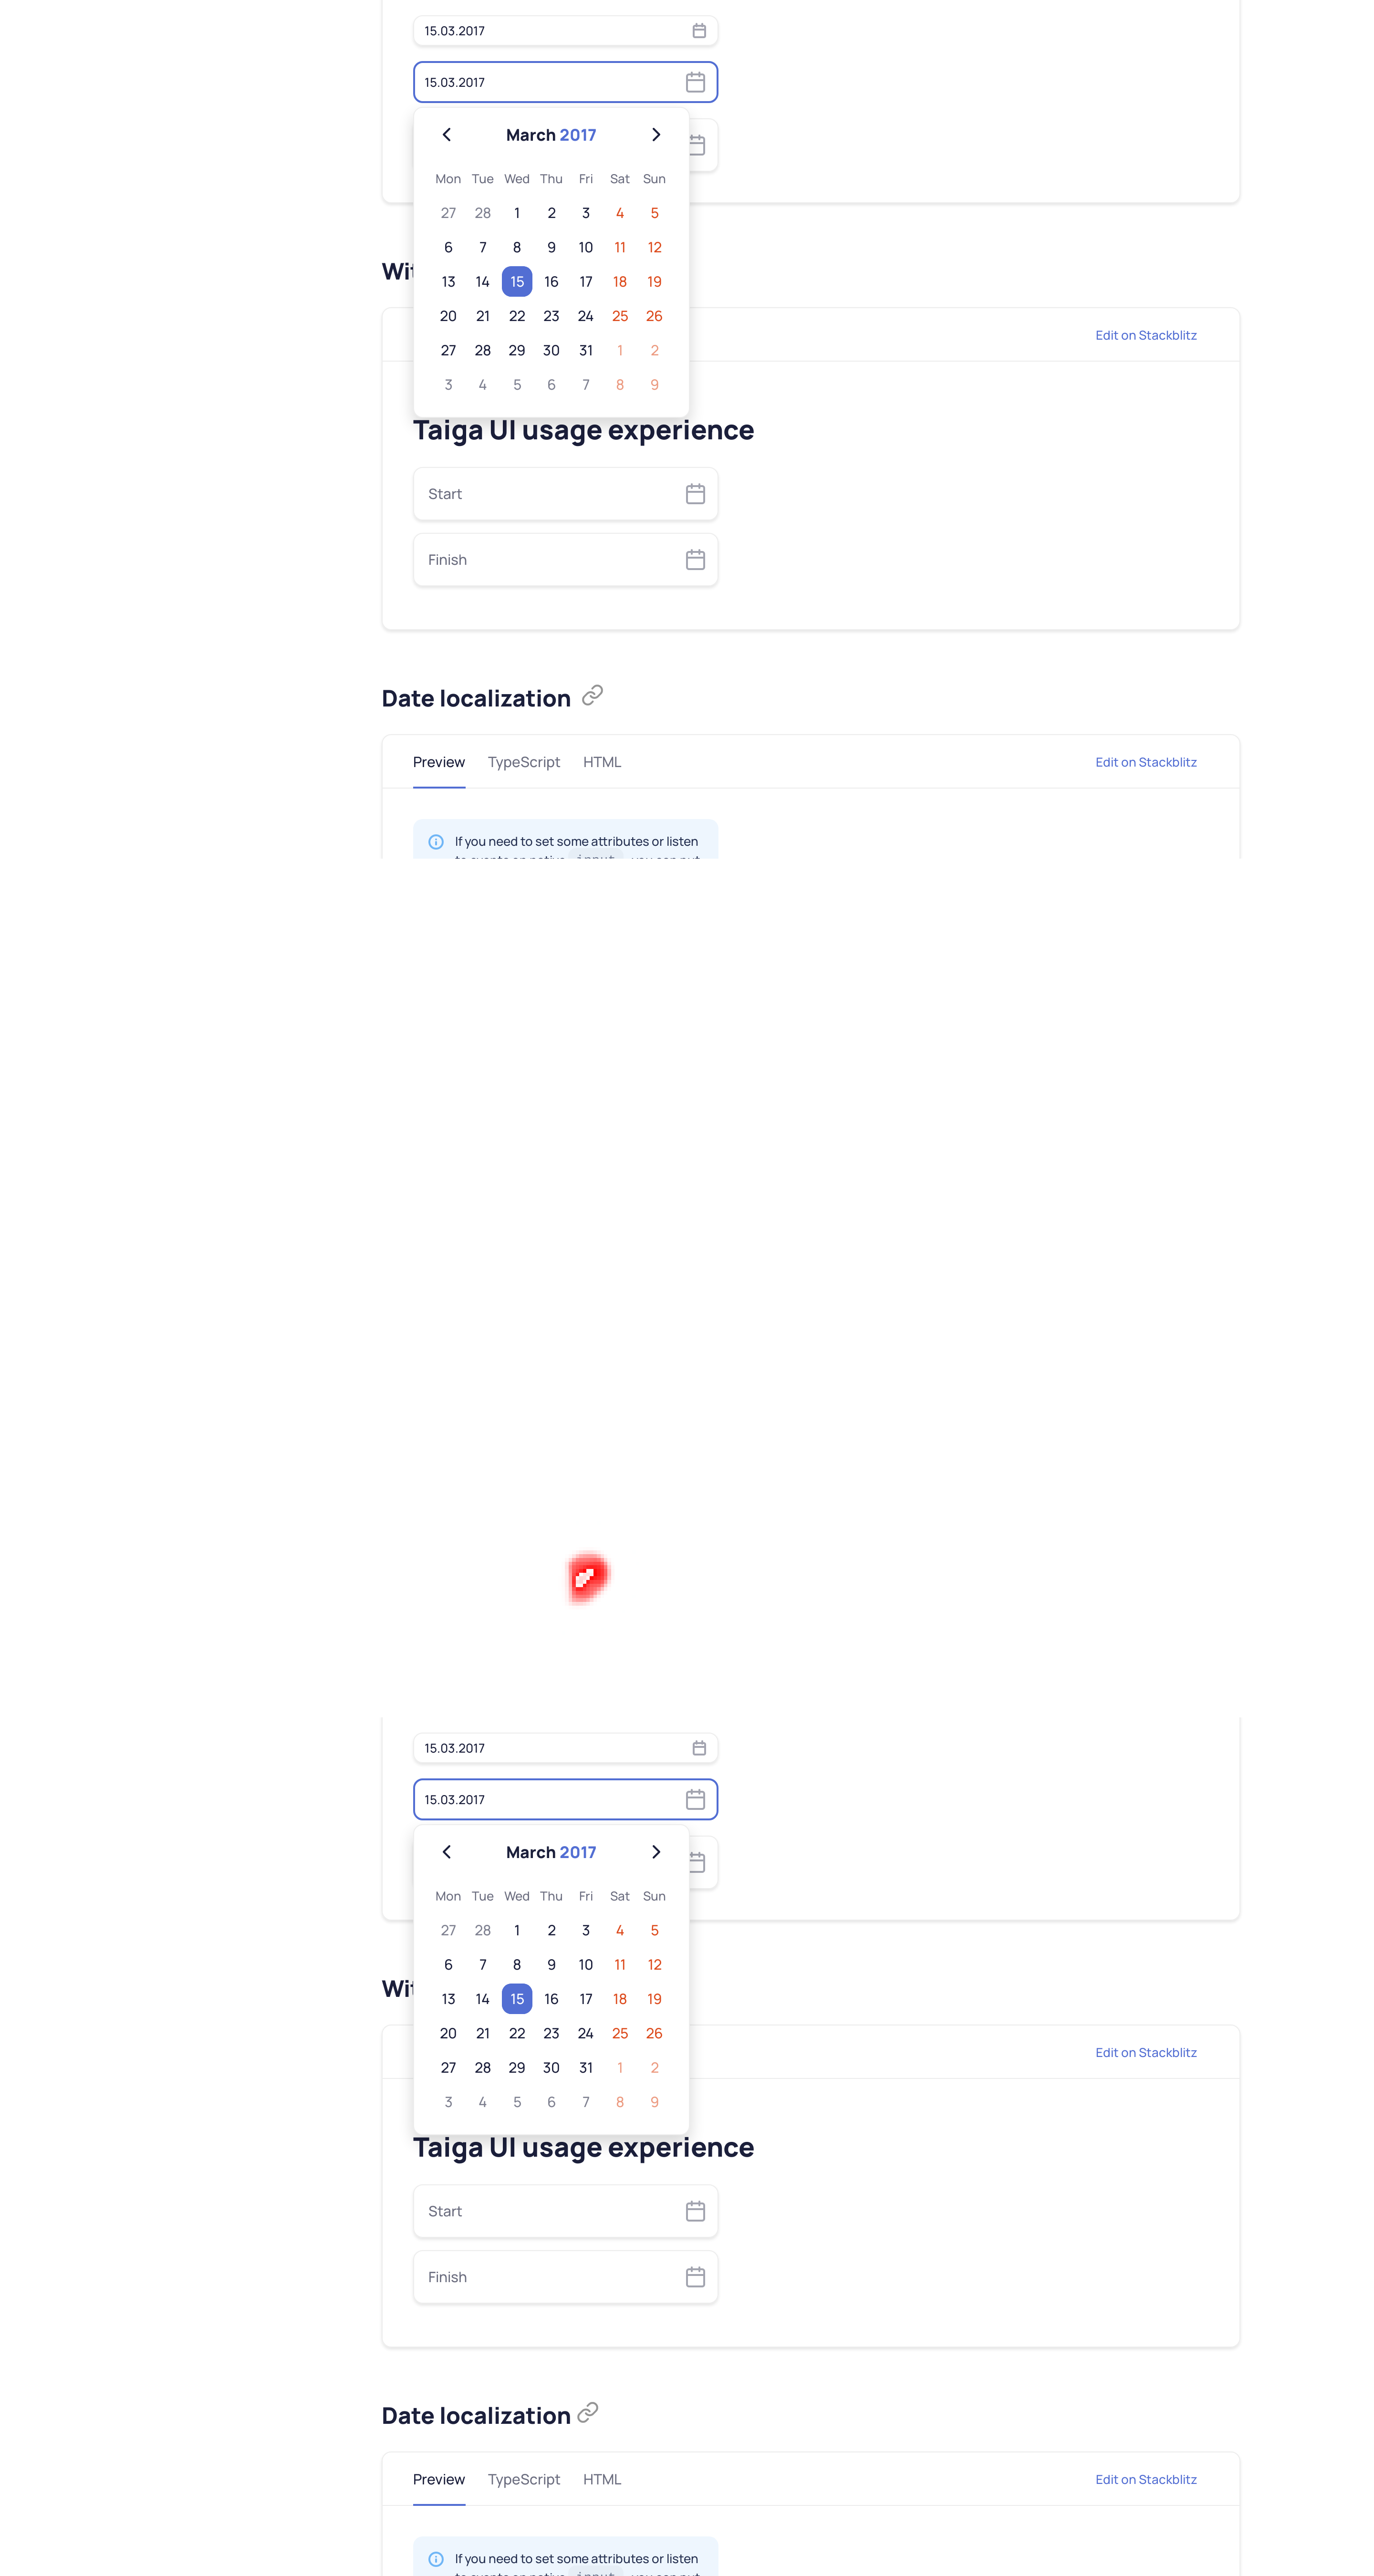 15.03.2017
15.03.2017
March 2017
Mon Tue Wed Thu Fri Sat Sun
27 28 1 2 3 4 5
6 7 8 9 10 11 12
13 14 15 16 17 18 19
20 21 22 23 24 25 26
27 28 29 30 31 1 2
3 4 5 6 7 8 9
Edit on Stackblitz
Taiga UI usage experience
Start
Finish
Date localization
Preview TypeScript HTML Edit on Stackblitz
If you need to set some attributes or listen
15.03.2017
15.03.2017
March 2017
Mon Tue Wed Thu Fri Sat Sun
27 28 1 2 3 4 5
6 7 8 9 10 11 12
13 14 15 16 17 18 19
20 21 22 23 24 25 26
27 28 29 30 31 1 2
3 4 5 6 7 8 9
Edit on Stackblitz
Taiga UI usage experience
Start
Finish
Date localization
Preview TypeScript HTML Edit on Stackblitz
If you need to set some attributes or listen